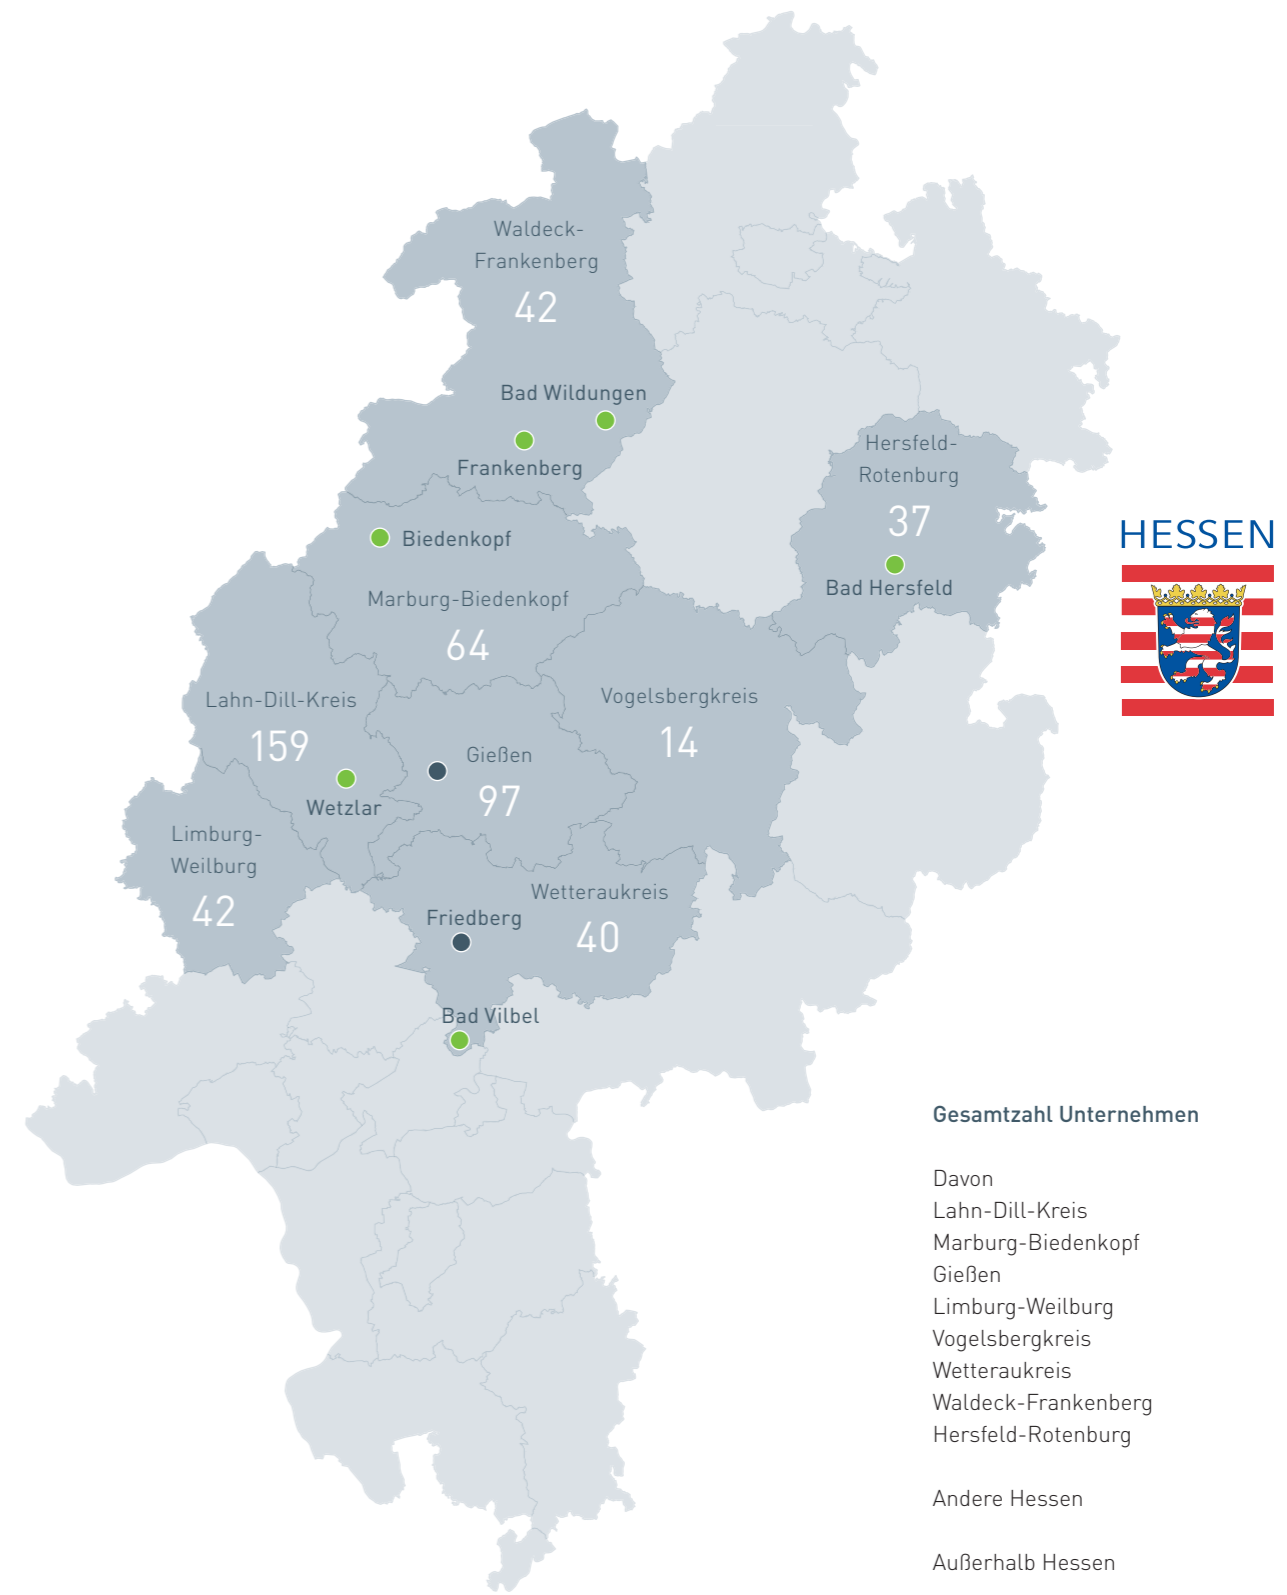 Waldeck-
Frankenberg
42
Bad Wildungen
Frankenberg
Hersfeld-
Rotenburg
37
Bad Hersfeld
HESSEN
Biedenkopf
Marburg-Biedenkopf
64
Lahn-Dill-Kreis
159
Wetzlar
Gießen
97
Vogelsbergkreis
14
Limburg-
Weilburg
42
Wetteraukreis
40
Friedberg
Bad Vilbel
Gesamtzahl Unternehmen
Davon
Lahn-Dill-Kreis
Marburg-Biedenkopf
Gießen
Limburg-Weilburg
Vogelsbergkreis
Wetteraukreis
Waldeck-Frankenberg
Hersfeld-Rotenburg
Andere Hessen
Außerhalb Hessen